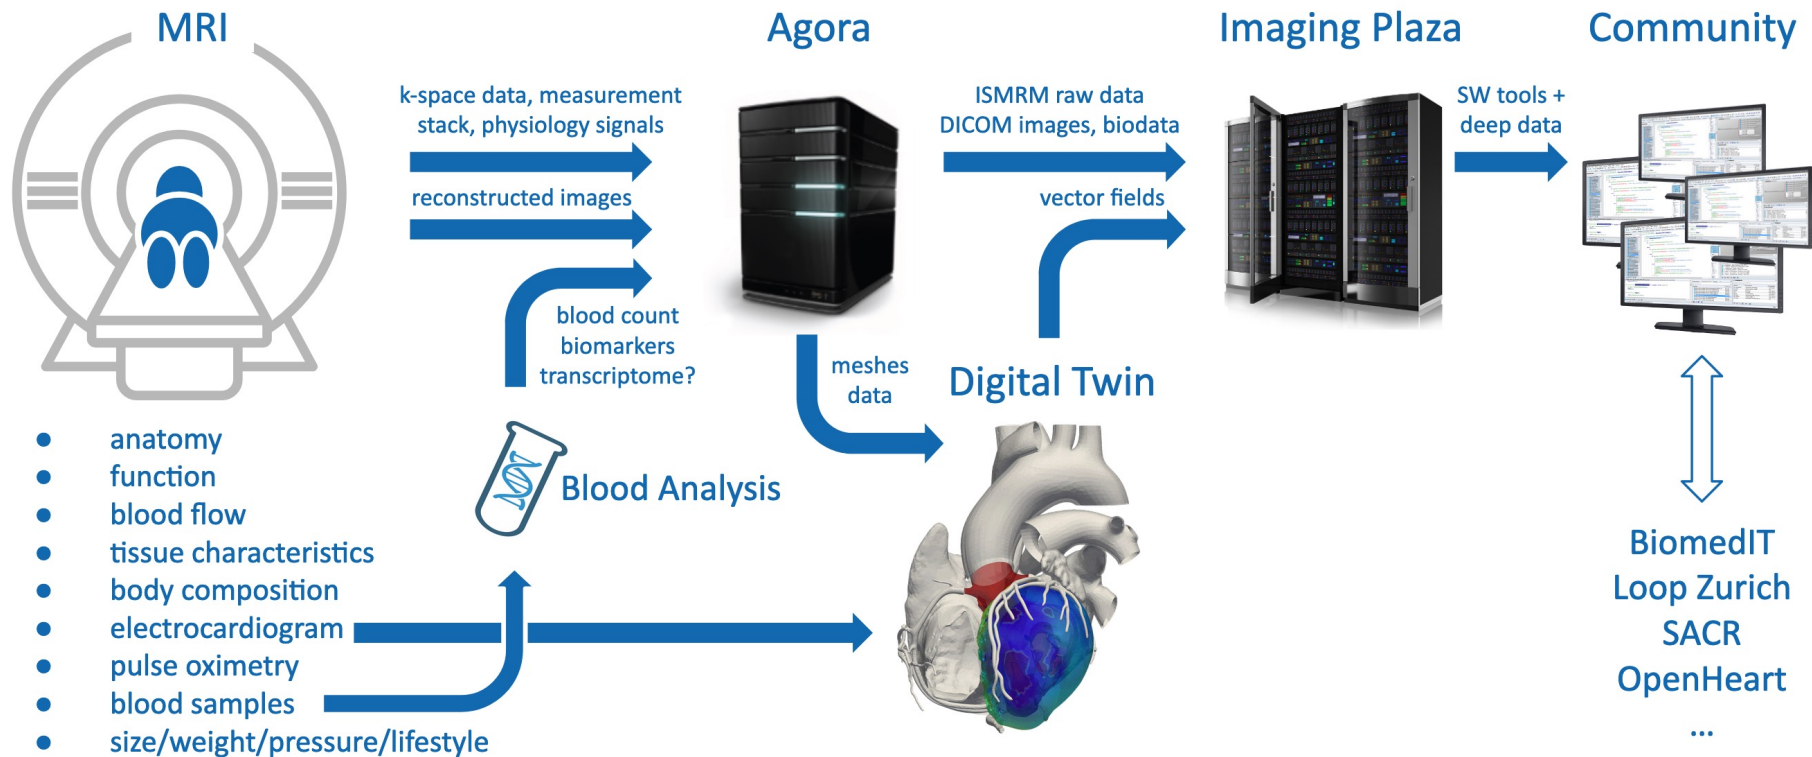 MRI
Agora
Imaging Plaza
Community
k-space data, measurement
stack, physiology signals
reconstructed images
ISMRM raw data
DICOM images, biodata
vector fields
SW tools +
deep data
blood count
biomarkers
transcriptome?
meshes
data
Digital Twin
Blood Analysis
● anatomy
● function
● blood flow
● tissue characteristics
● body composition
● electrocardiogram
● pulse oximetry
● blood samples
● size/weight/pressure/lifestyle
BiomedIT
Loop Zurich
SACR
OpenHeart
...